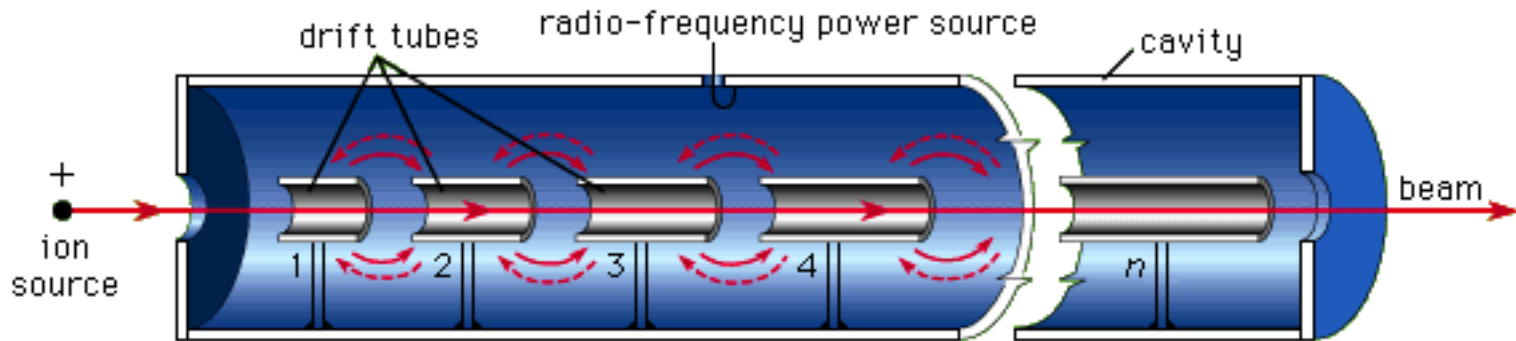 radio-frequency power source
drift tubes
cavity
+
beam
ion
source
1
2
3
4
n